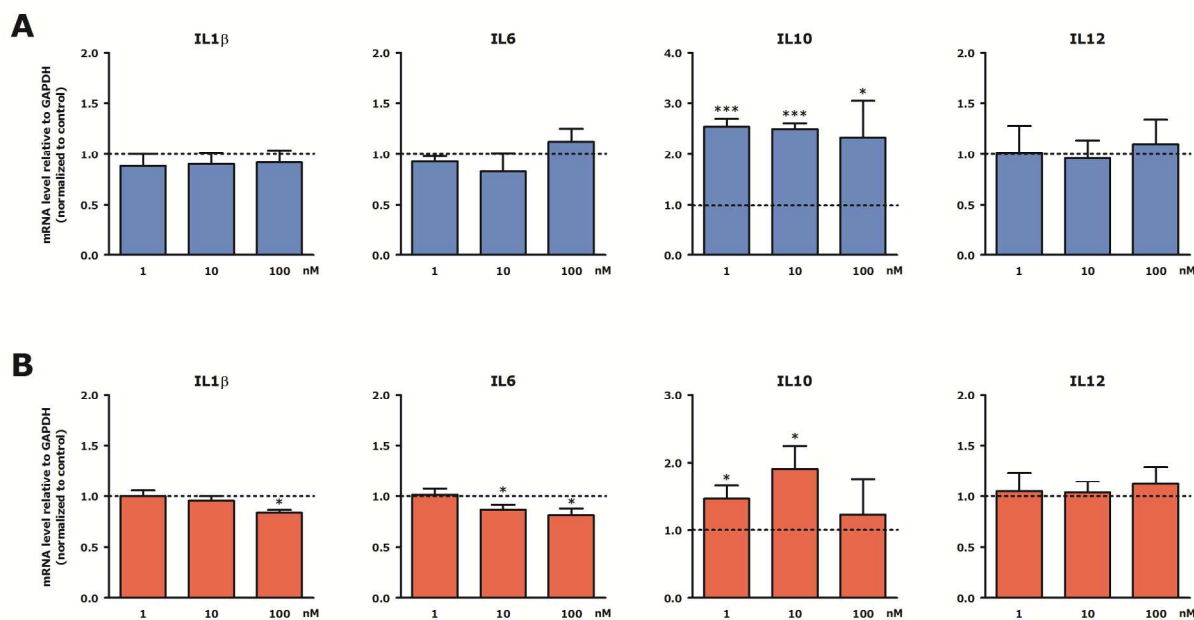 A
IL1β
IL6
IL10
IL12
mRNA level relative to GAPDH
(normalized to control)
2.0
1.5
1.0
0.5
0.0
1 10 100 nM
2.0
1.5
1.0
0.5
0.0
1 10 100 nM
4.0
3.0
2.0
1.0
0.0
*** *** *
1 10 100 nM
2.0
1.5
1.0
0.5
0.0
1 10 100 nM
B
IL1β
IL6
IL10
IL12
mRNA level relative to GAPDH
(normalized to control)
2.0
1.5
1.0
0.5
0.0
*
1 10 100 nM
2.0
1.5
1.0
0.5
0.0
* *
1 10 100 nM
3.0
2.0
1.0
0.0
* *
1 10 100 nM
2.0
1.5
1.0
0.5
0.0
1 10 100 nM